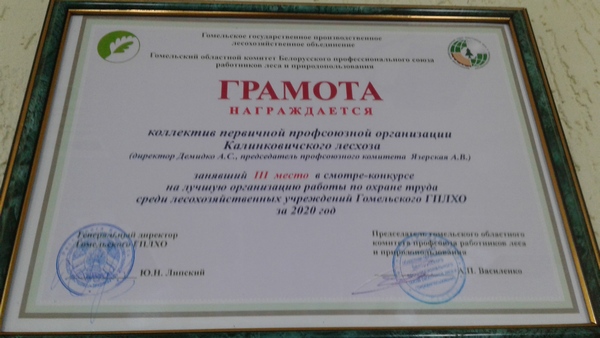 Гомельское государственное производственное
лесохозяйственное объединение
Гомельский областной комитет Белорусского профессионального союза
работников леса и природопользования
ГРАМОТА
НАГРАЖДАЕТСЯ
коллектив первичной профсоюзной организации
Калинковичского лесхоза
(директор Демидко А.С., председатель профсоюзного комитета Язерская А.В.)
занявший III место в смотре-конкурсе
на лучшую организацию работы по охране труда
среди лесохозяйственных учреждений Гомельского ГПЛХО
за 2020 год
Генеральный директор
Гомельского ГПЛХО
Ю.Н. Липский
Председатель гомельского областного
комитета профсоюза работников леса
и природопользования
А.П. Василенко